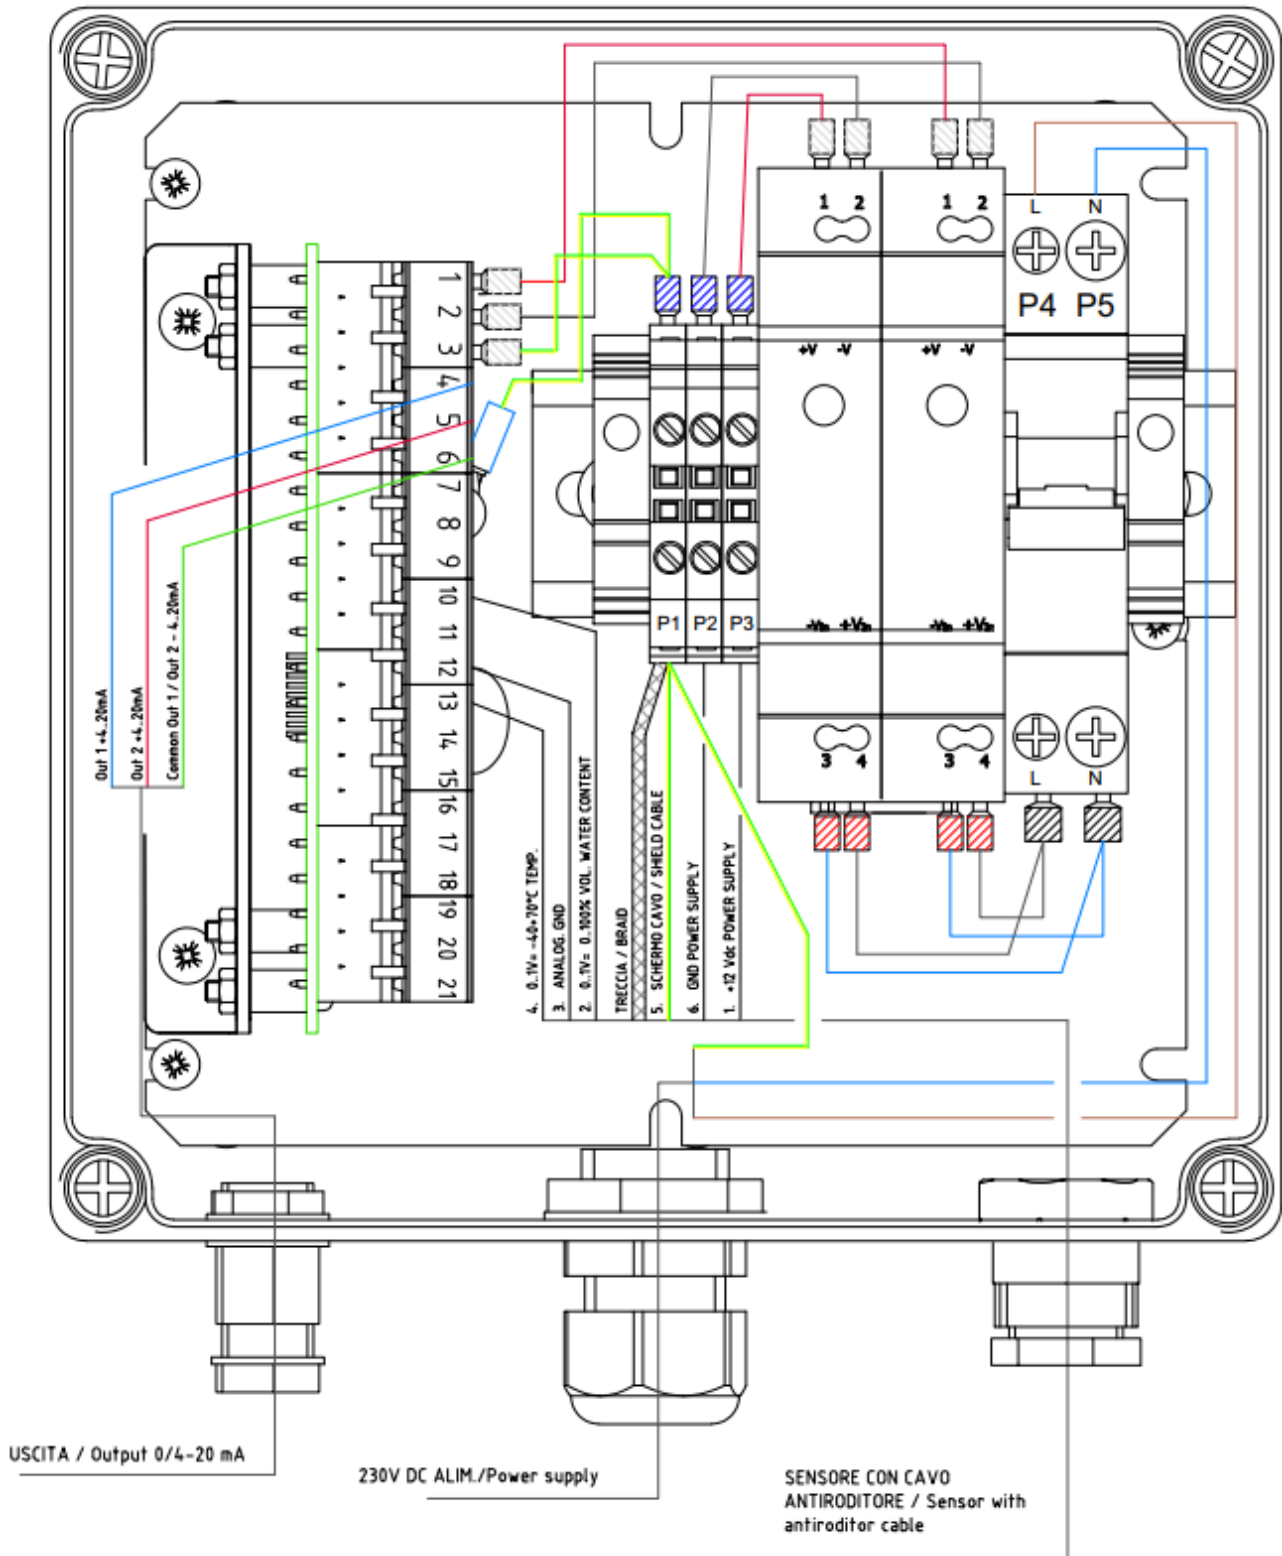 1 2
1 2
L N
P4 P5
+V -V
+V -V
1
2
3
4
5
6
7
8
9
10
11
12
13
14
15
16
17
18
19
20
21
P1 P2 P3
-Vin +Vin
-Vin +Vin
3 4
3 4
L N
Out 1 +4..20mA
Out 2 +4..20mA
Common Out 1 / Out 2 - 4..20mA
4. 0..1V= -40+70°C TEMP.
3. ANALOG. GND
2. 0..1V= 0..100% VOL. WATER CONTENT
TRECCIA / BRAID
5. SCHERMO CAVO / SHIELD CABLE
6. GND POWER SUPPLY
1. +12 Vdc POWER SUPPLY
USCITA / Output 0/4-20 mA
230V DC ALIM./Power supply
SENSORE CON CAVO
ANTIRODITORE / Sensor with
antiroditor cable